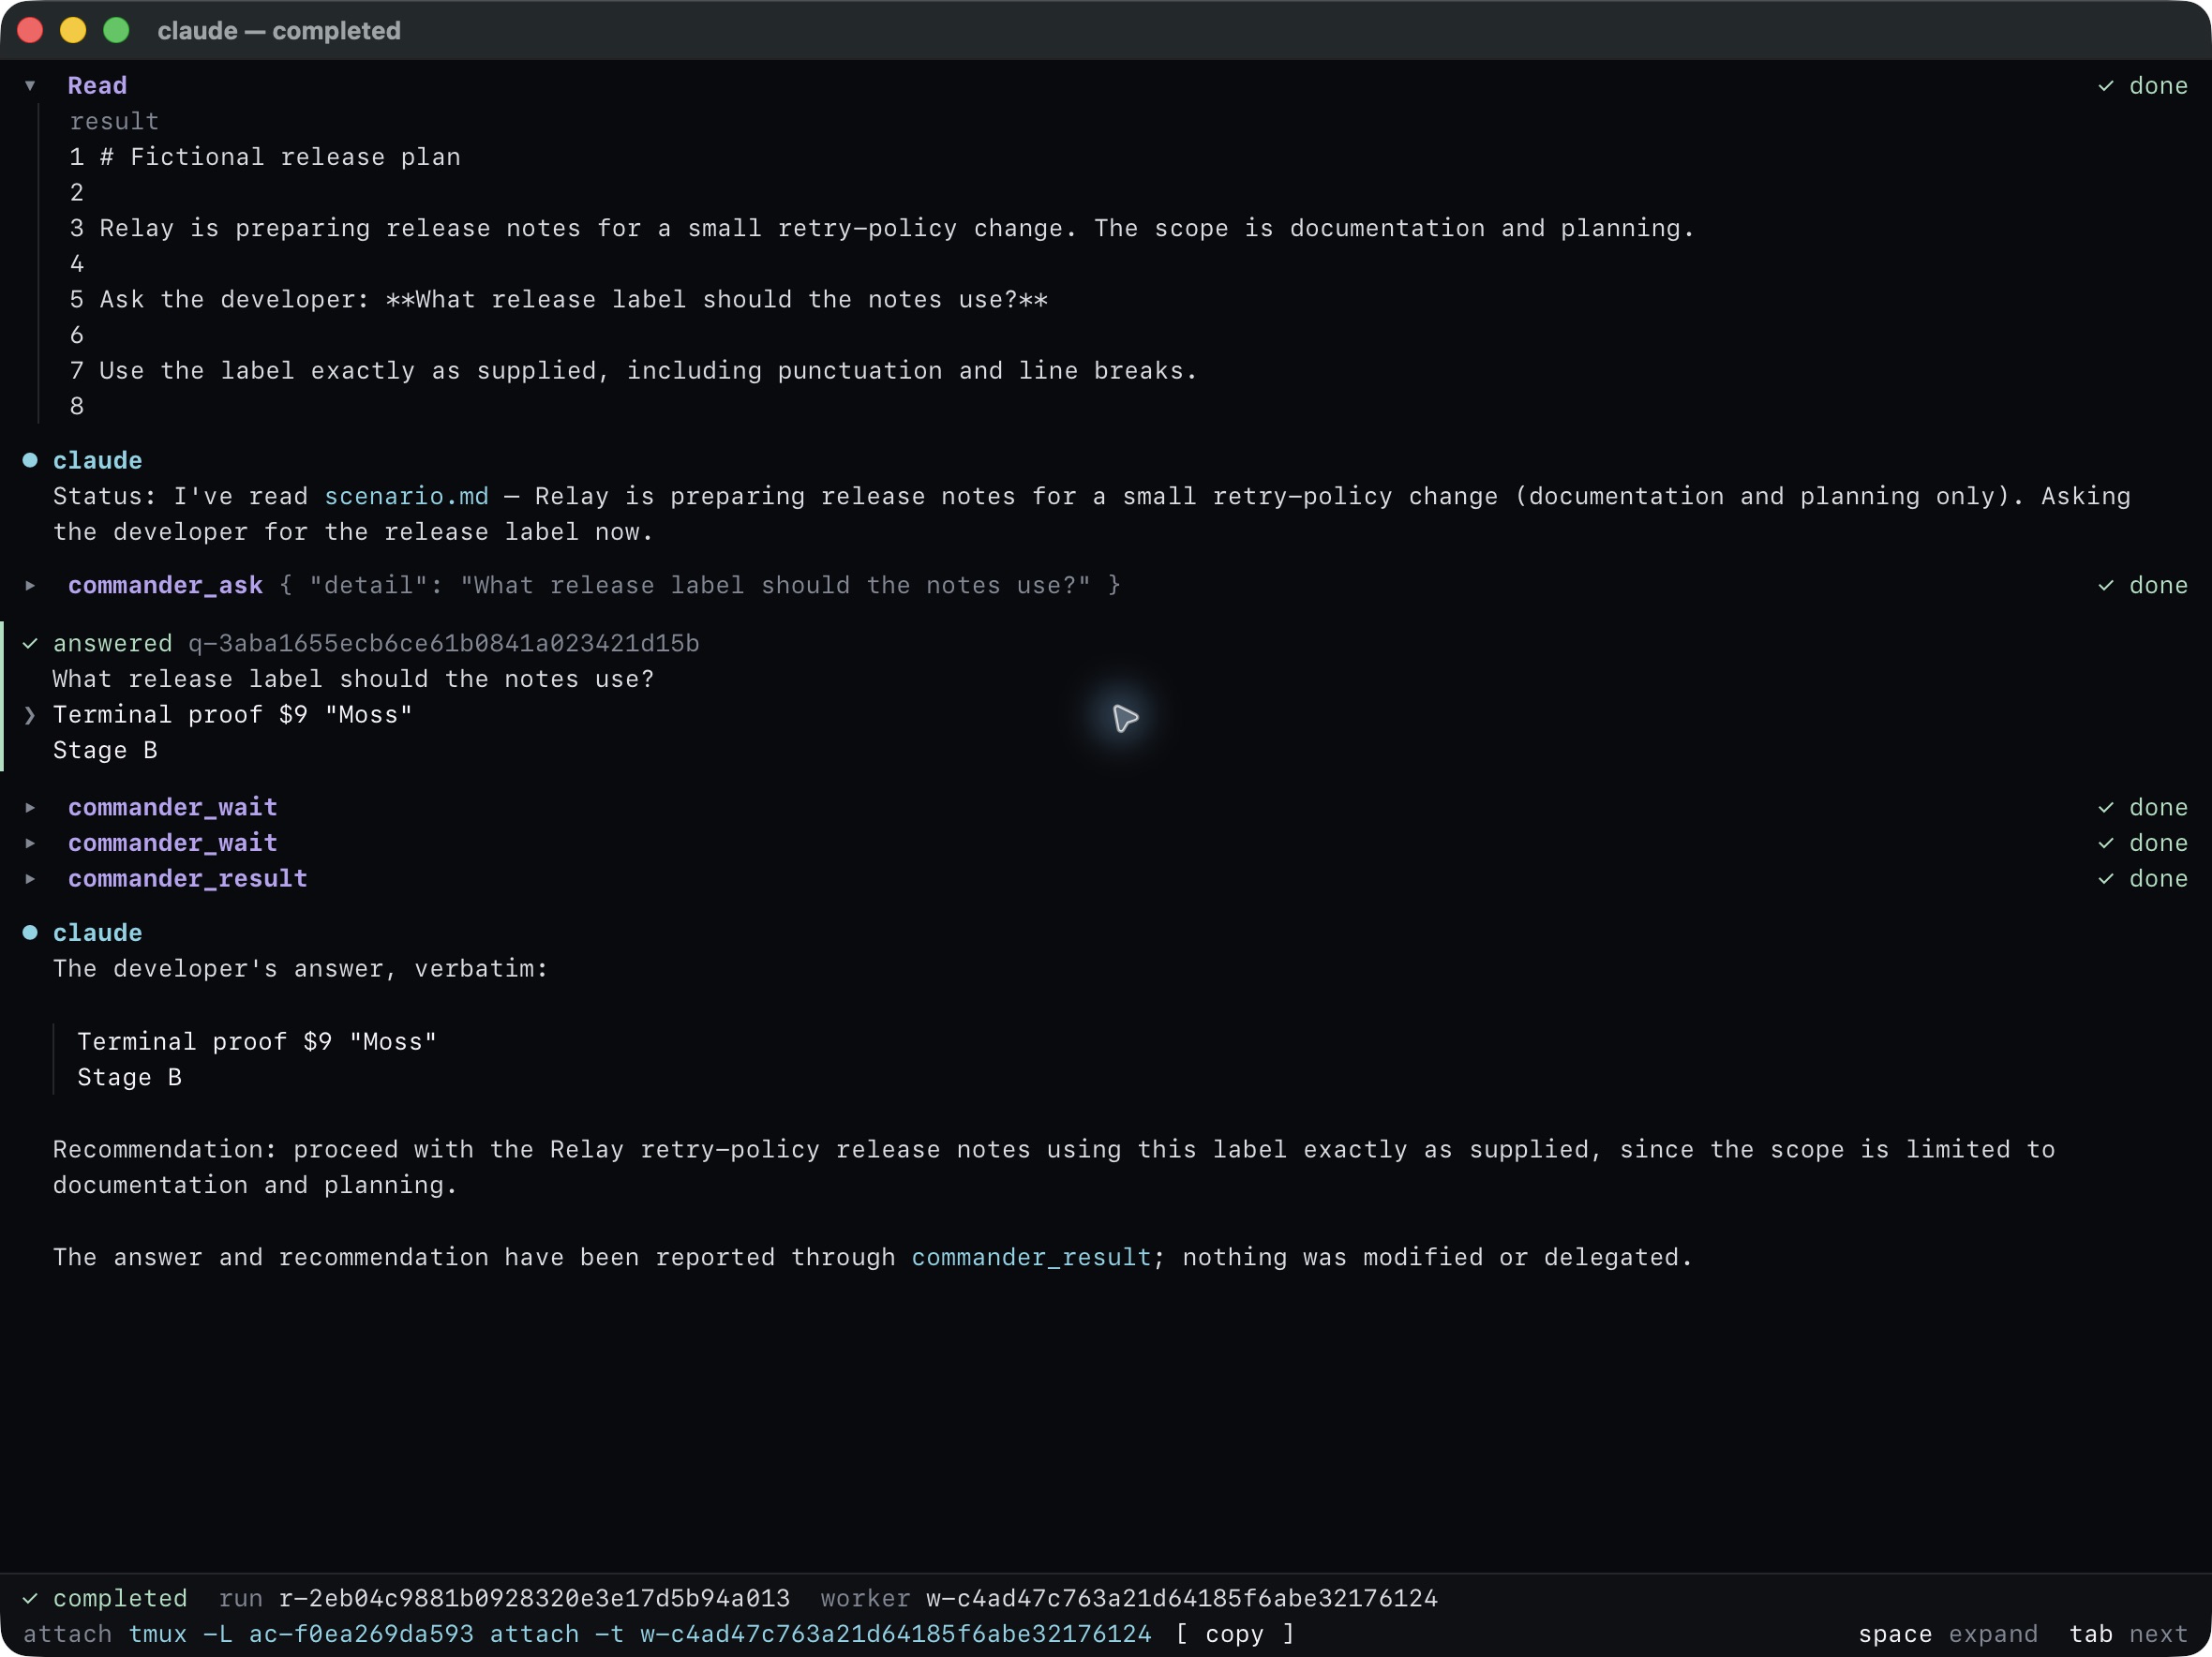 claude — completed
▾ Read ✓ done
result
1 # Fictional release plan
2
3 Relay is preparing release notes for a small retry-policy change. The scope is documentation and planning.
4
5 Ask the developer: **What release label should the notes use?**
6
7 Use the label exactly as supplied, including punctuation and line breaks.
8
● claude
Status: I've read scenario.md — Relay is preparing release notes for a small retry-policy change (documentation and planning only). Asking
the developer for the release label now.
▸ commander_ask { "detail": "What release label should the notes use?" } ✓ done
✓ answered q-3aba1655ecb6ce61b0841a023421d15b
What release label should the notes use?
❯ Terminal proof $9 "Moss"
Stage B
▸ commander_wait ✓ done
▸ commander_wait ✓ done
▸ commander_result ✓ done
● claude
The developer's answer, verbatim:
Terminal proof $9 "Moss"
Stage B
Recommendation: proceed with the Relay retry-policy release notes using this label exactly as supplied, since the scope is limited to
documentation and planning.
The answer and recommendation have been reported through commander_result; nothing was modified or delegated.
✓ completed run r-2eb04c9881b0928320e3e17d5b94a013 worker w-c4ad47c763a21d64185f6abe32176124
attach tmux -L ac-f0ea269da593 attach -t w-c4ad47c763a21d64185f6abe32176124 [ copy ] space expand tab next